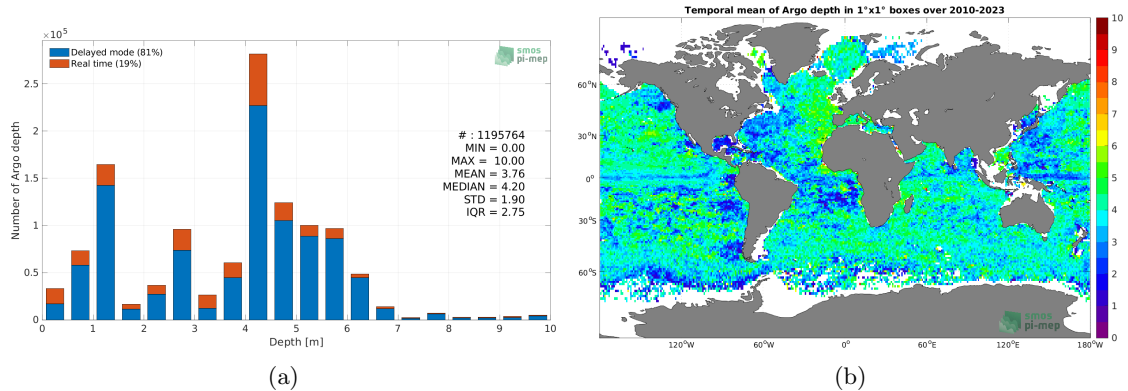 ×10⁵
Delayed mode (81%)
Real time (19%)
smos
pi-mep
2.5
2
1.5
1
0.5
0
Number of Argo depth
# : 1195764
MIN = 0.00
MAX = 10.00
MEAN = 3.76
MEDIAN = 4.20
STD = 1.90
IQR = 2.75
0 1 2 3 4 5 6 7 8 9 10
Depth [m]
(a)
Temporal mean of Argo depth in 1°x1° boxes over 2010-2023
60°N
30°N
0°
30°S
60°S
120°W 60°W 0° 60°E 120°E 180°W
smos
pi-mep
10
9
8
7
6
5
4
3
2
1
0
(b)